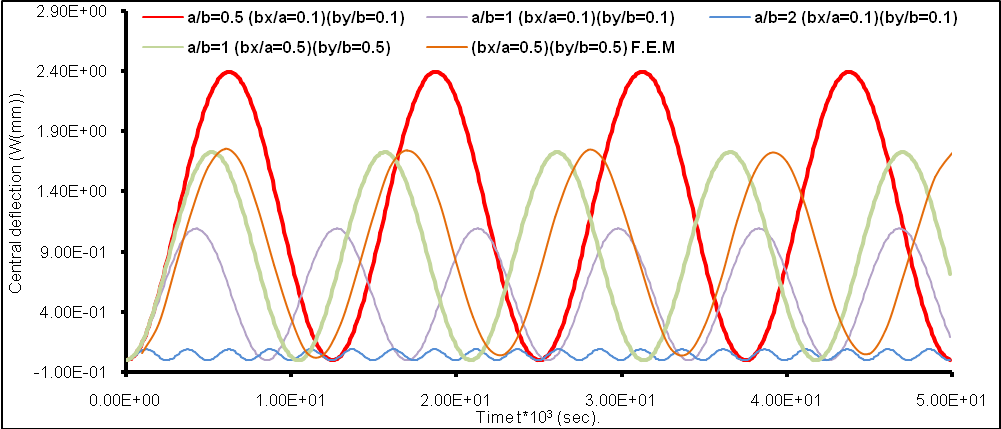 a/b=0.5 (bx/a=0.1)(by/b=0.1) a/b=1 (bx/a=0.1)(by/b=0.1) a/b=2 (bx/a=0.1)(by/b=0.1)
a/b=1 (bx/a=0.5)(by/b=0.5) (bx/a=0.5)(by/b=0.5) F.E.M
Central deflection (W(mm)).
2.90E+00
2.40E+00
1.90E+00
1.40E+00
9.00E-01
4.00E-01
-1.00E-01
0.00E+00 1.00E+01 2.00E+01 3.00E+01 4.00E+01 5.00E+01
Time t*10³ (sec).